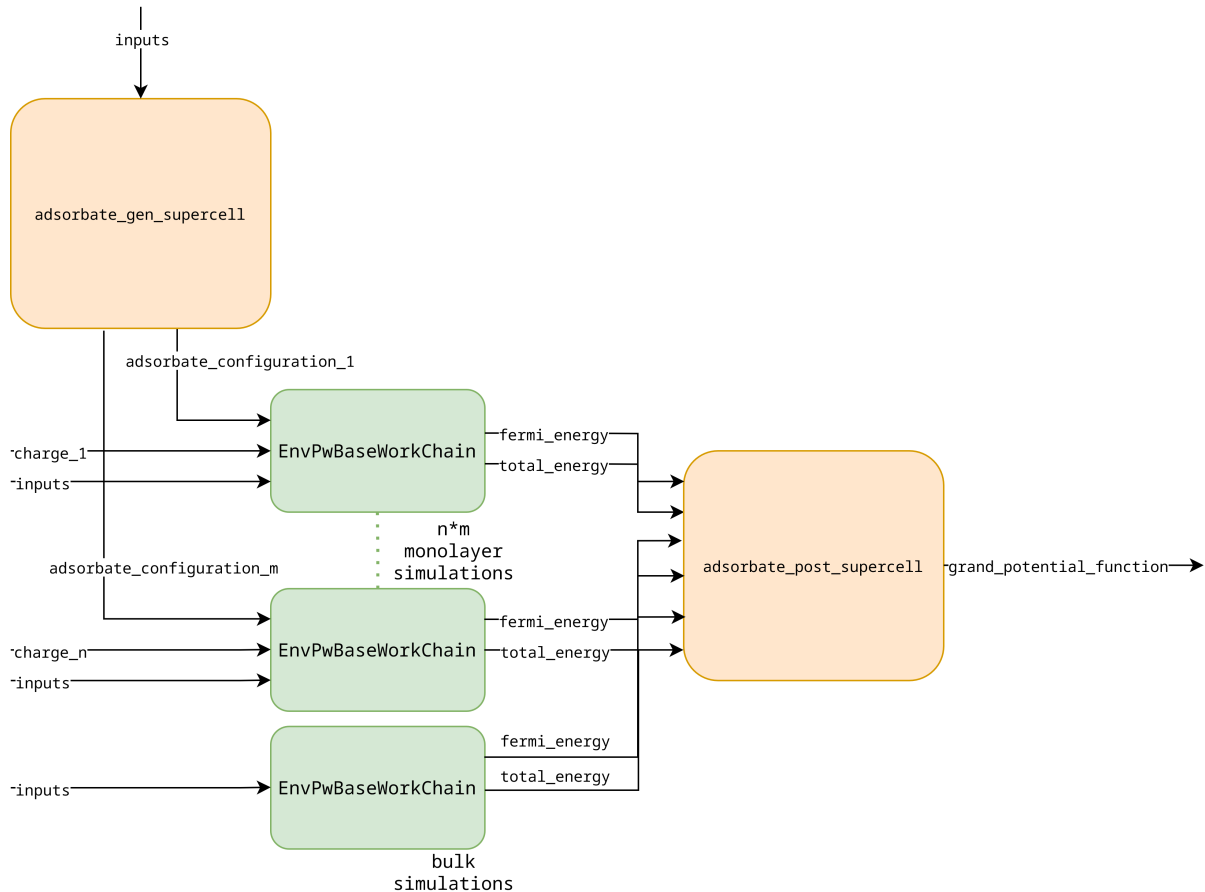 inputs
adsorbate_gen_supercell
adsorbate_configuration_1
charge_1
inputs
EnvPwBaseWorkChain
fermi_energy
total_energy
n*m
monolayer
simulations
adsorbate_configuration_m
charge_n
inputs
EnvPwBaseWorkChain
fermi_energy
total_energy
adsorbate_post_supercell
grand_potential_function
inputs
EnvPwBaseWorkChain
fermi_energy
total_energy
bulk
simulations